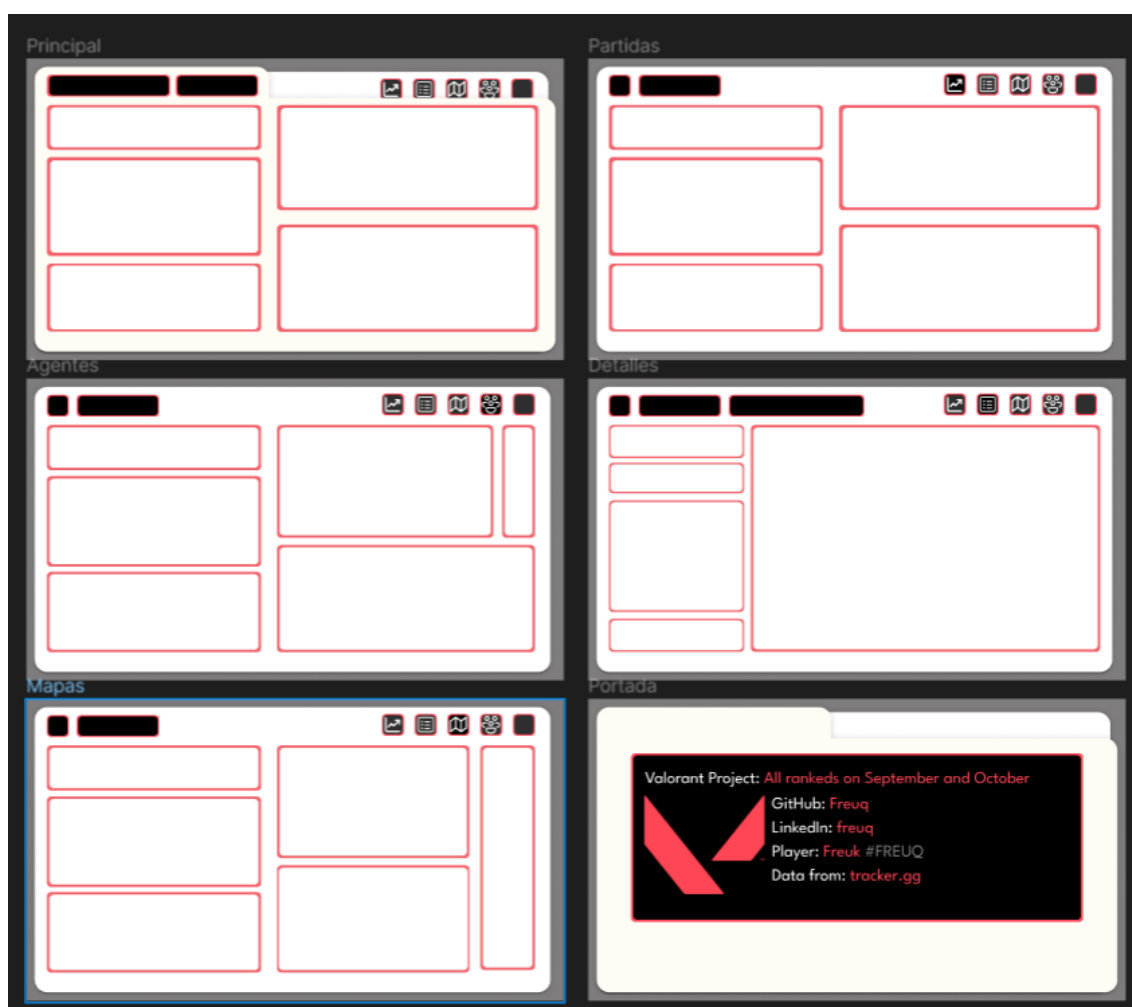 Principal
Partidas
Agentes
Detalles
Mapas
Portada
Valorant Project: All rankeds on September and October
GitHub: Freuq
LinkedIn: freuq
Player: Freuk #FREUQ
Data from: tracker.gg